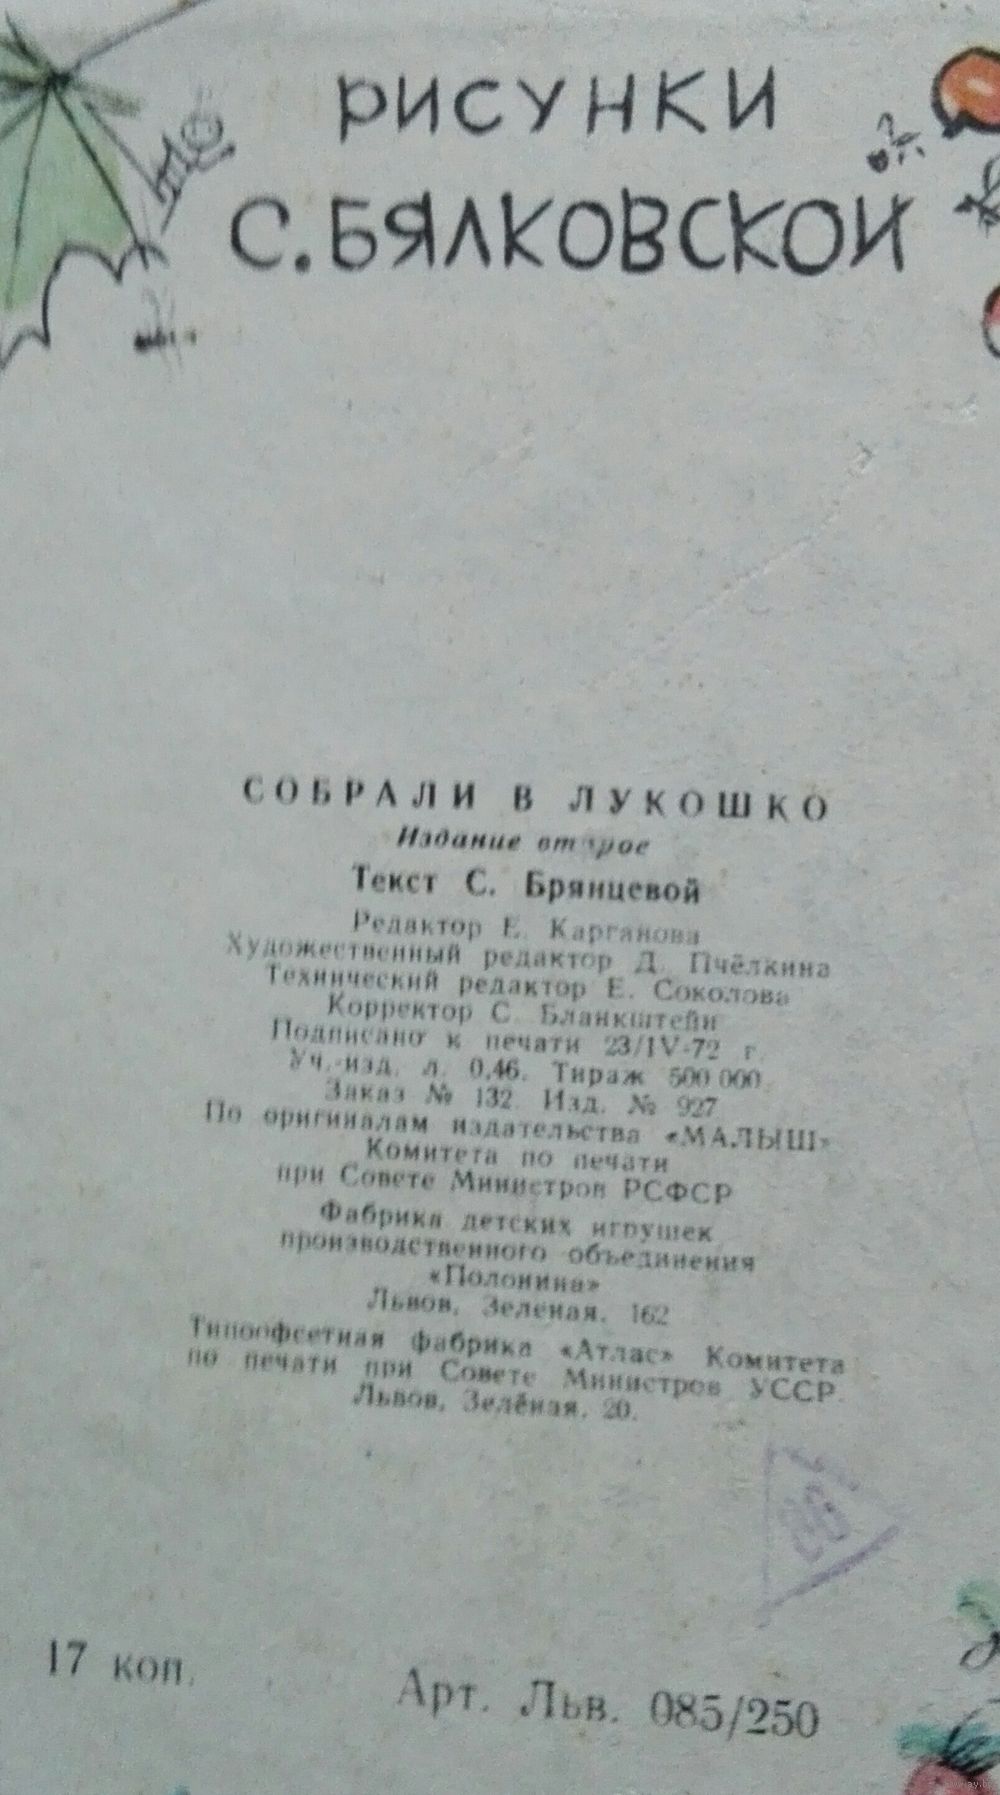 РИСУНКИ
С. БЯЛКОВСКОЙ
СОБРАЛИ В ЛУКОШКО
Издание второе
Текст С. Брянцевой
Редактор Е. Карганова
Художественный редактор Д. Пчёлкина
Технический редактор Е. Соколова
Корректор С. Бланкштейн
Подписано к печати 23/IV-72 г.
Уч.-изд. л. 0,46. Тираж 500 000.
Заказ № 132. Изд. № 927
По оригиналам издательства «МАЛЫШ»
Комитета по печати
при Совете Министров РСФСР
Фабрика детских игрушек
производственного объединения
«Полонина»
Львов, Зеленая, 162
Типоофсетная фабрика «Атлас» Комитета
по печати при Совете Министров УССР.
Львов, Зелёная, 20.
17 коп.
Арт. Льв. 085/250